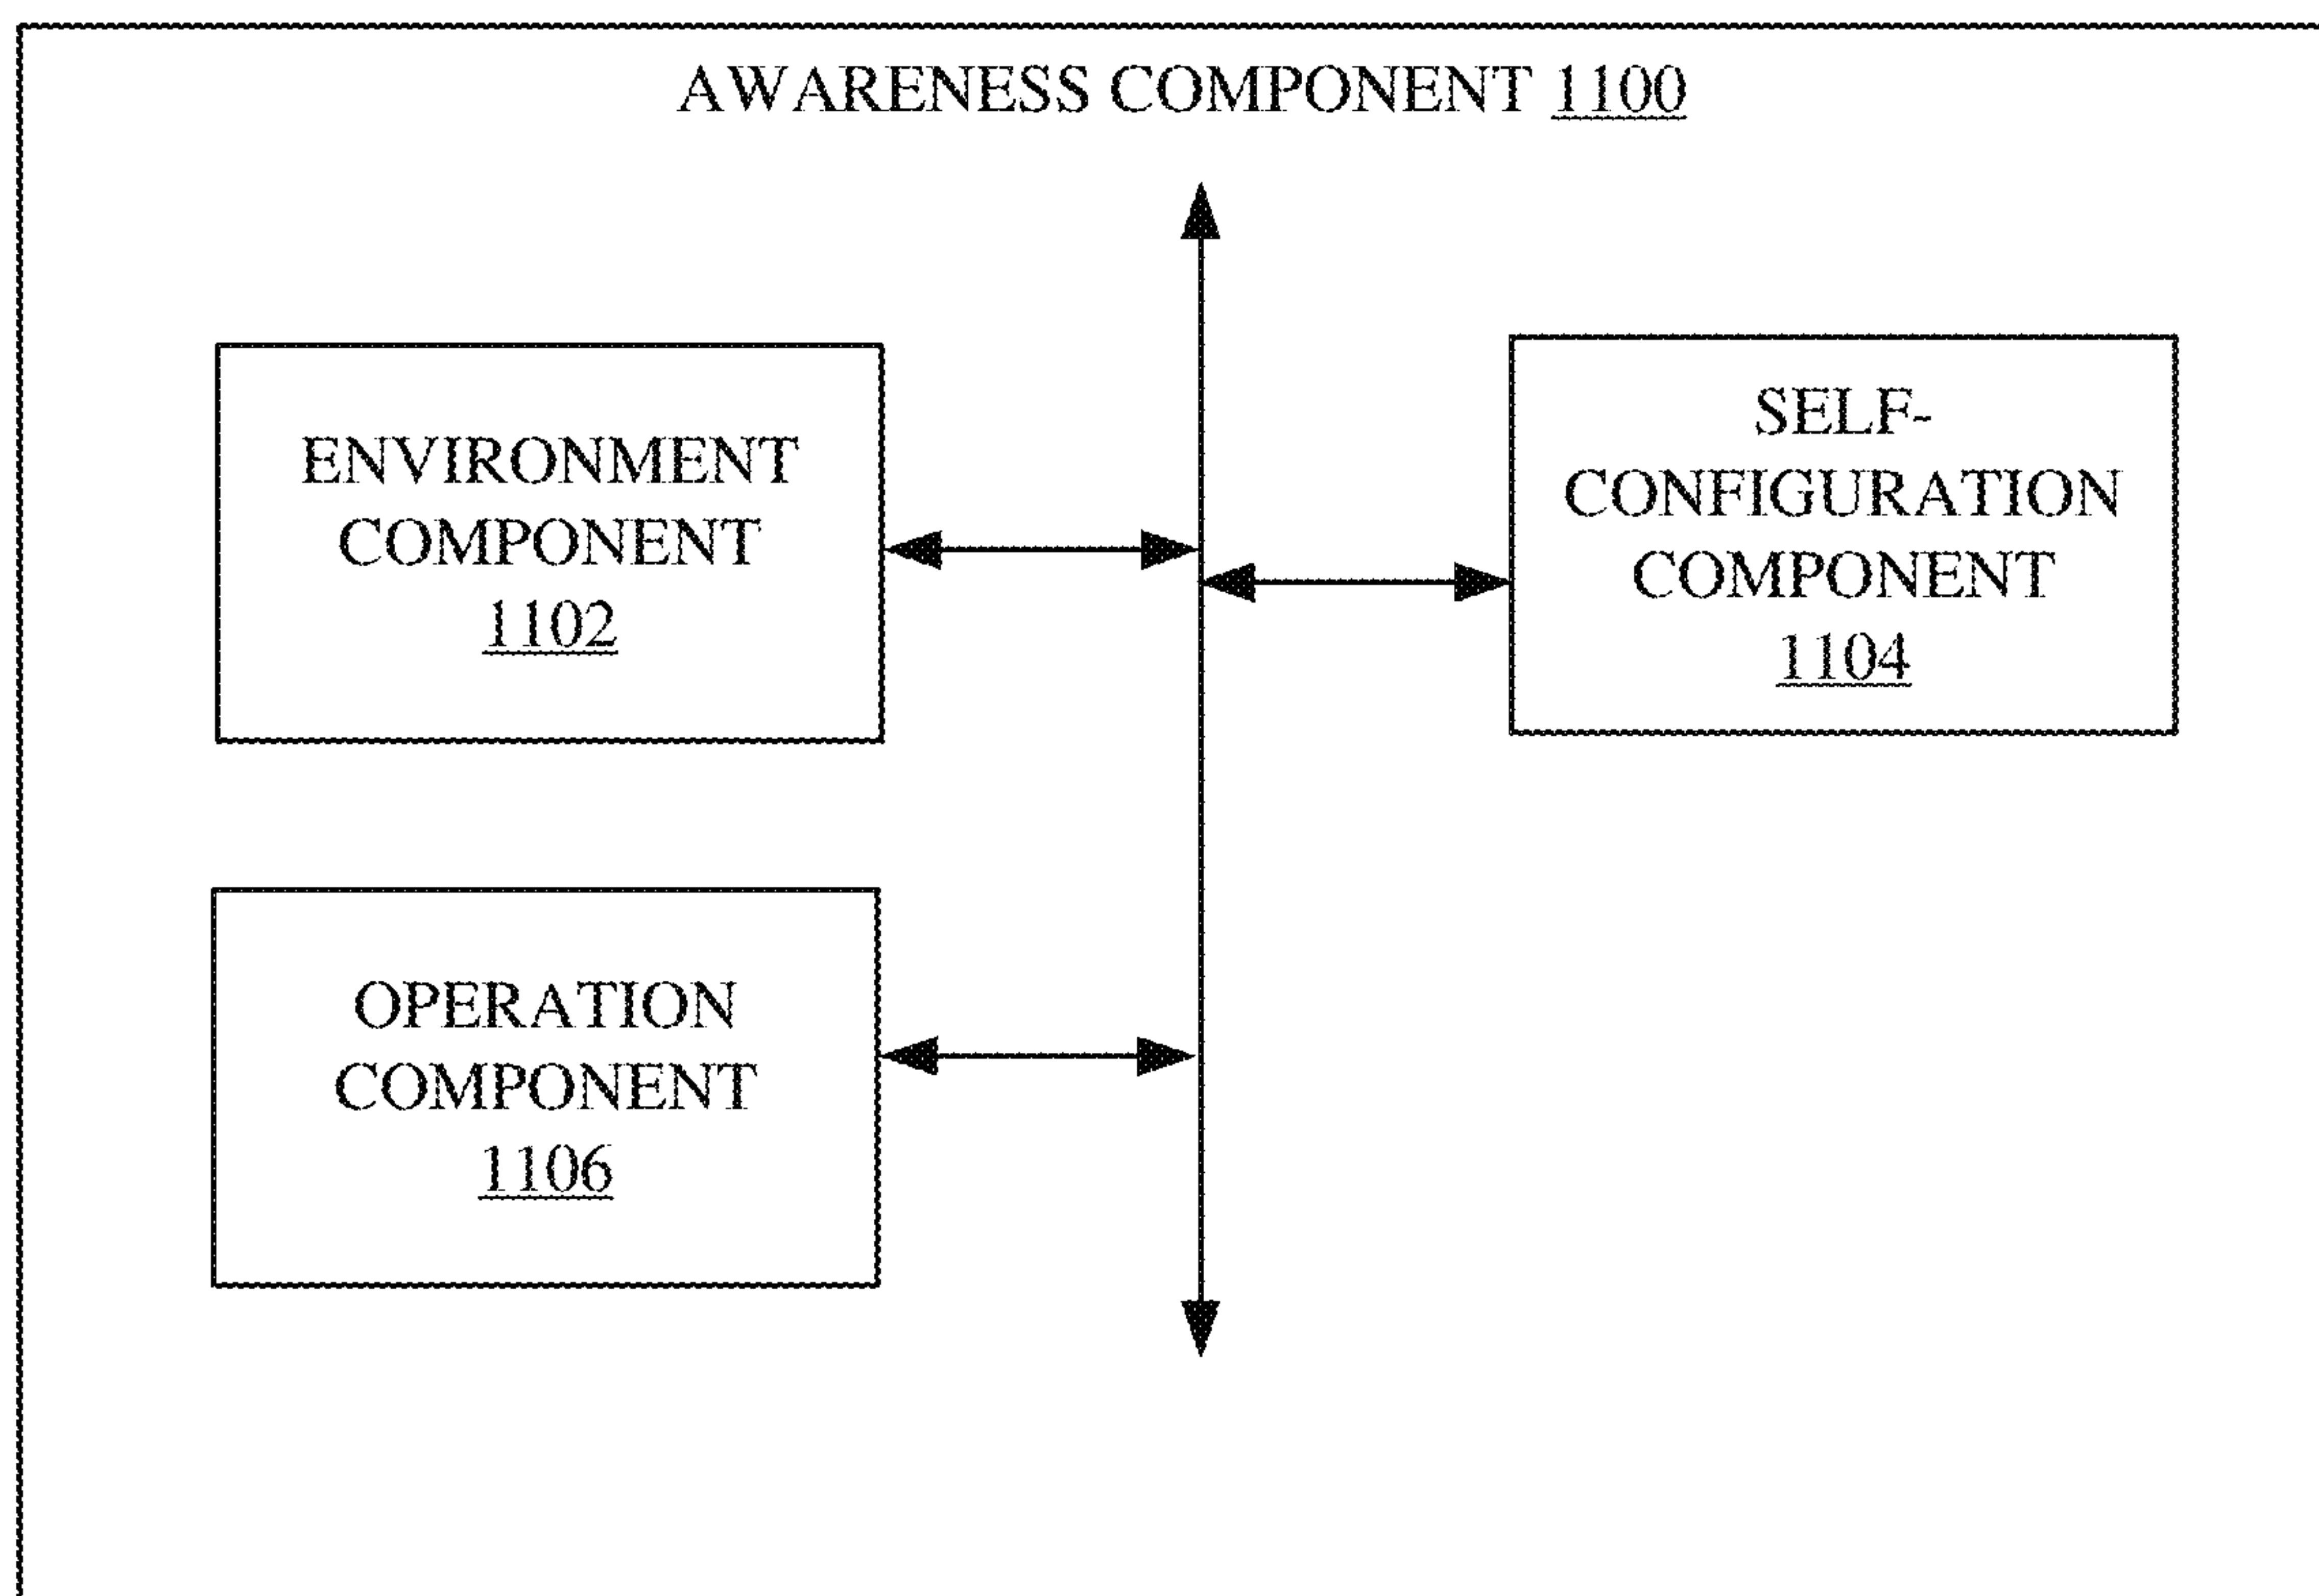 AWARENESS COMPONENT 1100
ENVIRONMENT
COMPONENT
1102
SELF-
CONFIGURATION
COMPONENT
1104
OPERATION
COMPONENT
1106